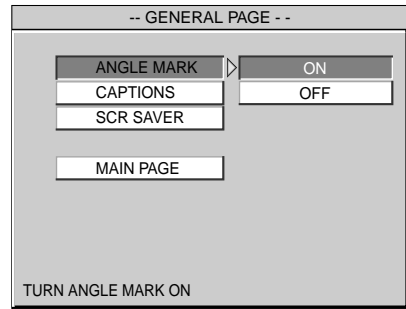 -- GENERAL PAGE - -
ANGLE MARK ON
CAPTIONS OFF
SCR SAVER
MAIN PAGE
TURN ANGLE MARK ON